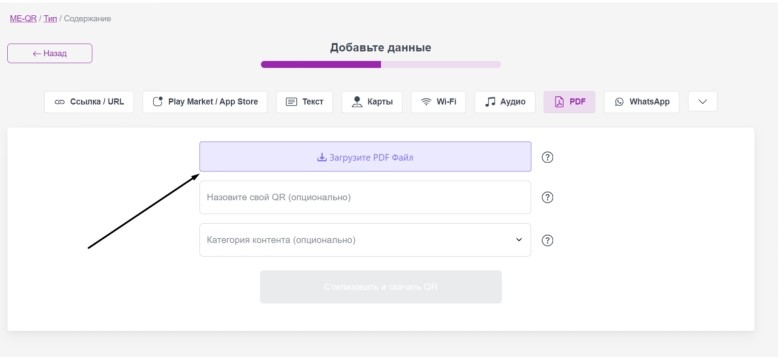 ME-QR / Тип / Содержание
← Назад
Добавьте данные
Ссылка / URL
Play Market / App Store
Текст
Карты
Wi-Fi
Аудио
PDF
WhatsApp
Загрузите PDF Файл
?
Назовите свой QR (опционально)
?
Категория контента (опционально)
?
Стилизовать и скачать QR